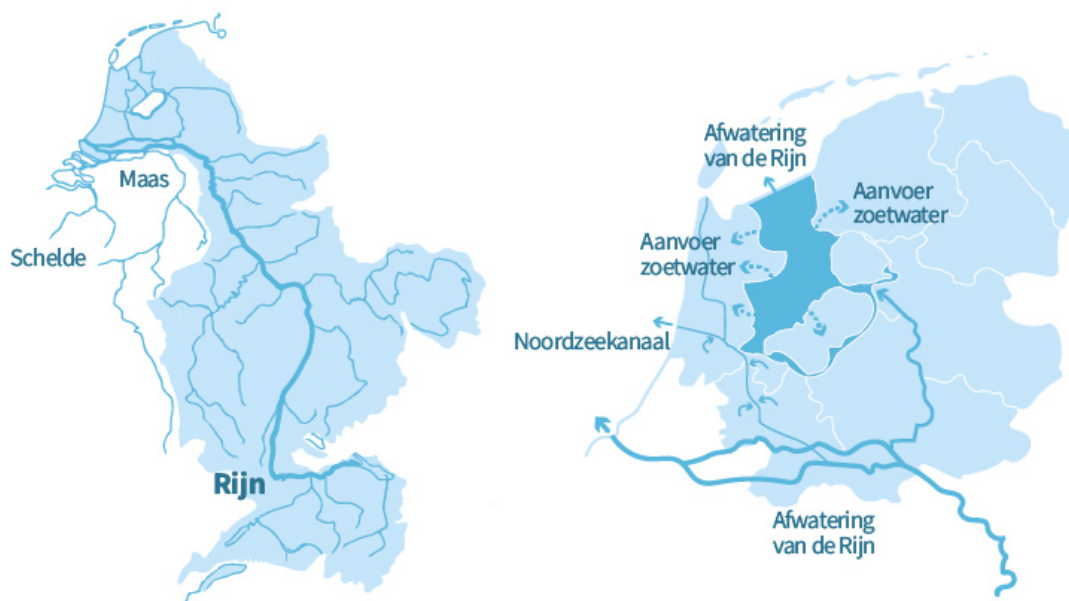 Maas
Schelde
Rijn
Afwatering
van de Rijn
Aanvoer
zoetwater
Aanvoer
zoetwater
Noordzeekanaal
Afwatering
van de Rijn